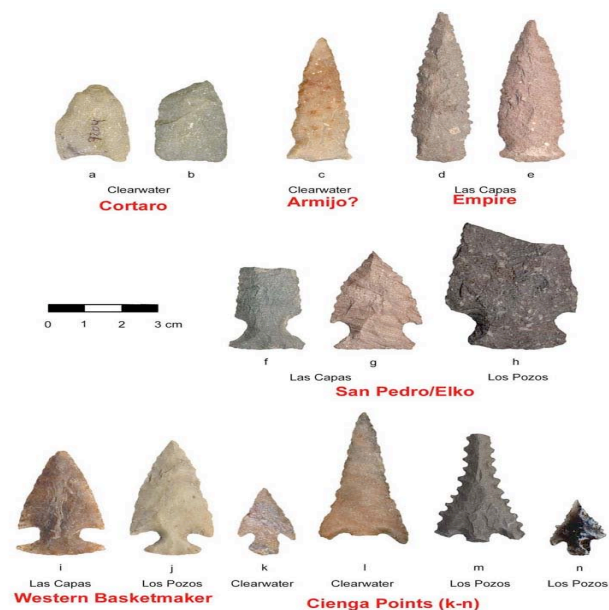 a b c d e
Clearwater Clearwater Las Capas
Cortaro Armijo? Empire
0 1 2 3 cm
f g h
Las Capas Los Pozos
San Pedro/Elko
i j k l m n
Las Capas Los Pozos Clearwater Clearwater Los Pozos Los Pozos
Western Basketmaker Cienga Points (k-n)